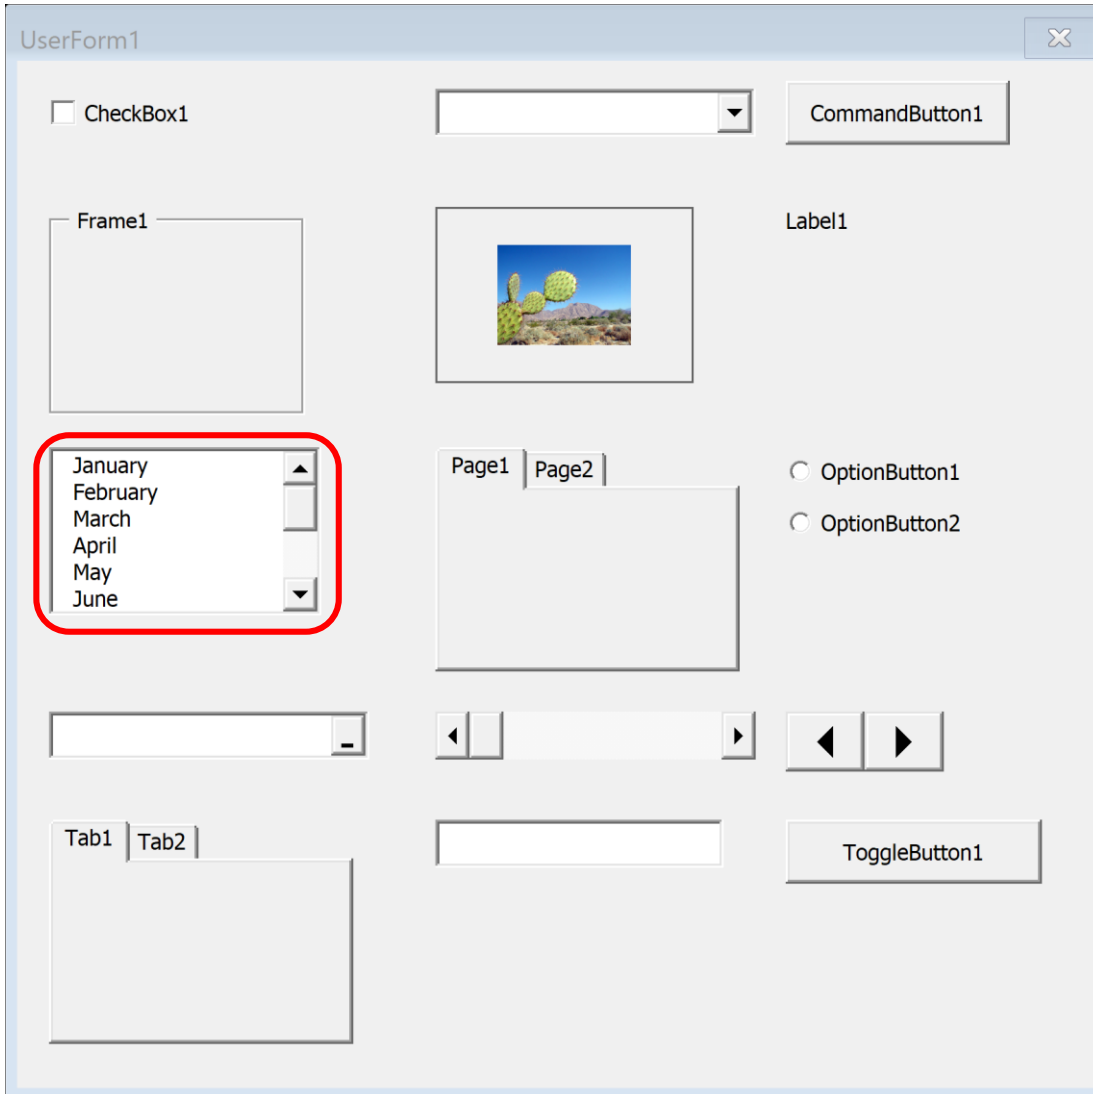 UserForm1
CheckBox1
CommandButton1
Frame1
Label1
January
February
March
April
May
June
Page1
Page2
OptionButton1
OptionButton2
Tab1
Tab2
ToggleButton1